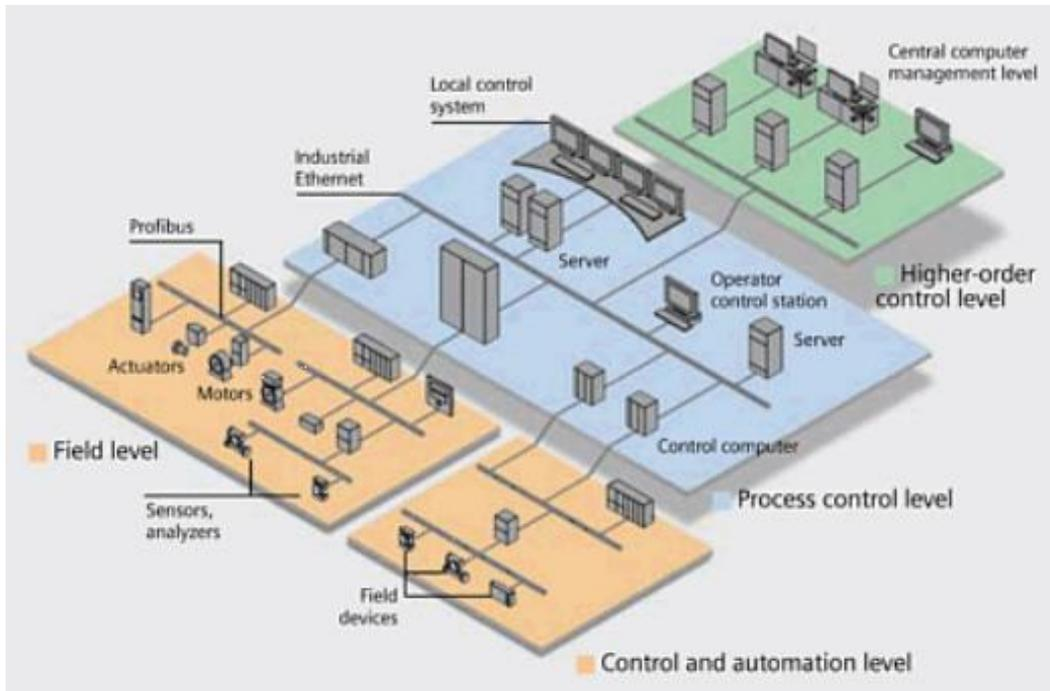 Central computer
management level
Local control
system
Industrial
Ethernet
Profibus
Server
Operator
control station
Higher-order
control level
Server
Actuators
Motors
Control computer
Field level
Process control level
Sensors,
analyzers
Field
devices
Control and automation level